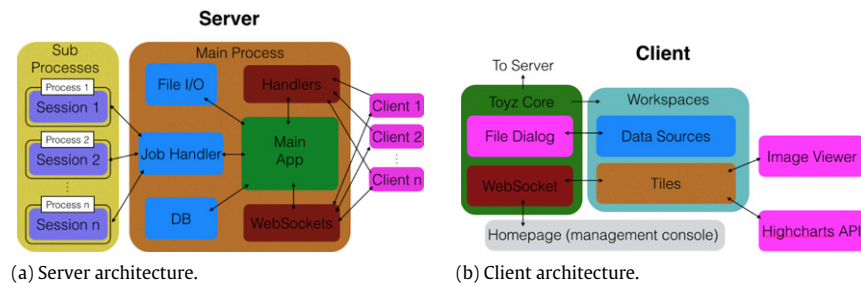 Server
Sub
Processes
Process 1
Session 1
Process 2
Session 2
Process n
Session n
Main Process
File I/O
Handlers
Job Handler
Main
App
DB
WebSockets
Client 1
Client 2
Client n
(a) Server architecture.
Client
To Server
Toyz Core
Workspaces
File Dialog
Data Sources
WebSocket
Tiles
Image Viewer
Highcharts API
Homepage (management console)
(b) Client architecture.